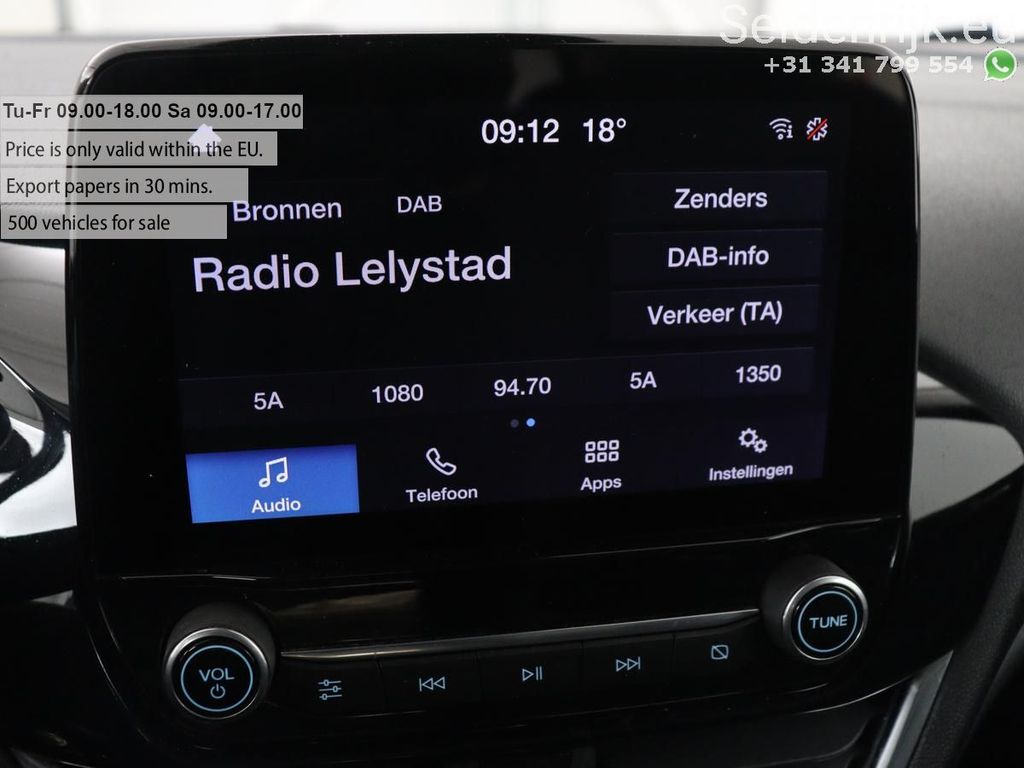 Seldenrijk.eu
+31 341 799 554
Tu-Fr 09.00-18.00 Sa 09.00-17.00
Price is only valid within the EU.
Export papers in 30 mins.
500 vehicles for sale
09:12 18°
Bronnen DAB
Zenders
Radio Lelystad
DAB-info
Verkeer (TA)
5A 1080 94.70 5A 1350
Audio Telefoon Apps Instellingen
VOL
TUNE